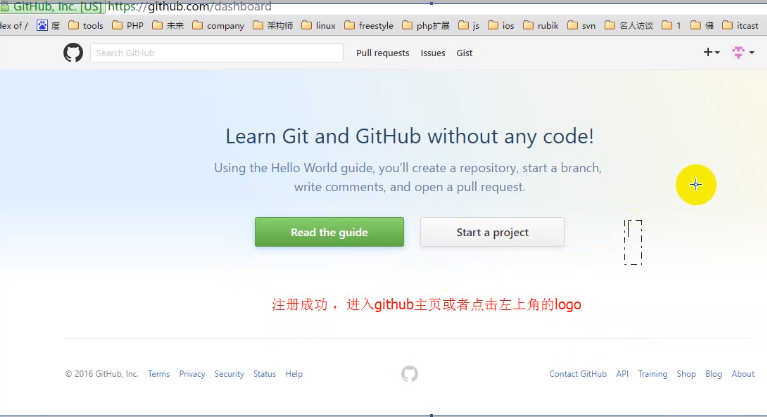 GitHub, Inc. [US] https://github.com/dashboard
dex of / 度 tools PHP 未来 company 架构师 linux freestyle php扩展 js ios rubik svn 名人访谈 1 佛 itcast
Search GitHub Pull requests Issues Gist
Learn Git and GitHub without any code!
Using the Hello World guide, you'll create a repository, start a branch,
write comments, and open a pull request.
Read the guide Start a project
注册成功 ，进入github主页或者点击左上角的logo
© 2016 GitHub, Inc. Terms Privacy Security Status Help Contact GitHub API Training Shop Blog About